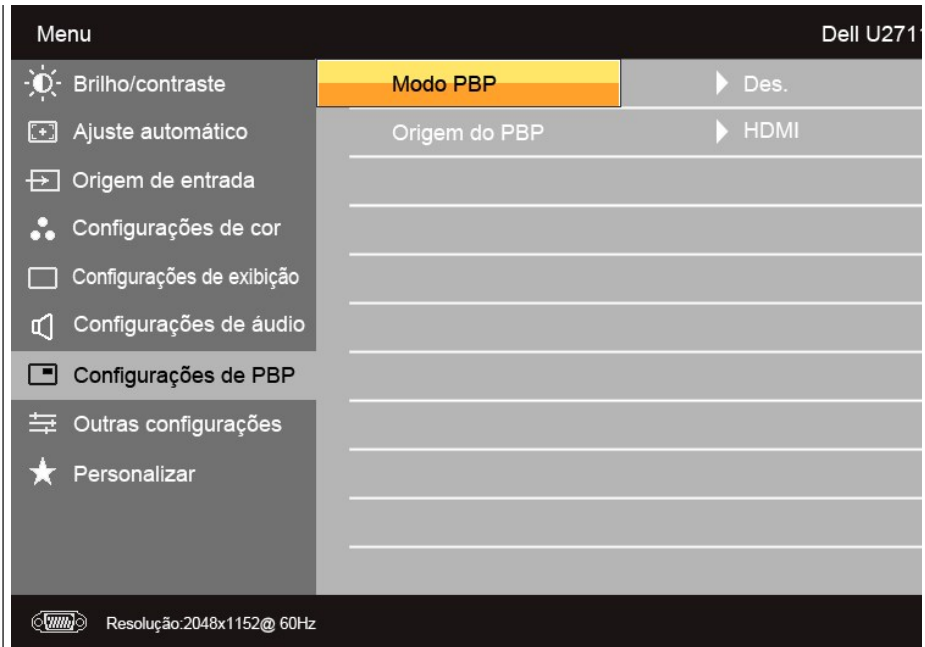 Menu Dell U2711
Brilho/contraste Modo PBP Des.
Ajuste automático Origem do PBP HDMI
Origem de entrada
Configurações de cor
Configurações de exibição
Configurações de áudio
Configurações de PBP
Outras configurações
Personalizar
Resolução:2048x1152@ 60Hz